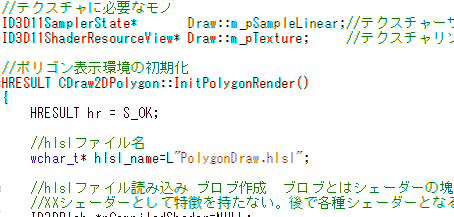 //テクスチャに必要なモノ
ID3D11SamplerState* Draw::m_pSampleLinear;//テクスチャーサ
ID3D11ShaderResourceView* Draw::m_pTexture; //テクスチャリン
//ポリゴン表示環境の初期化
HRESULT CDraw2DPolygon::InitPolygonRender()
{
HRESULT hr = S_OK;
//hlslファイル名
wchar_t* hlsl_name=L"PolygonDraw.hlsl";
//hlslファイル読み込み ブロブ作成 ブロブとはシェーダーの塊
//XXシェーダーとして特徴を持たない。後で各種シェーダーとなる
ID3DBlob *pCompiledShader=NULL;